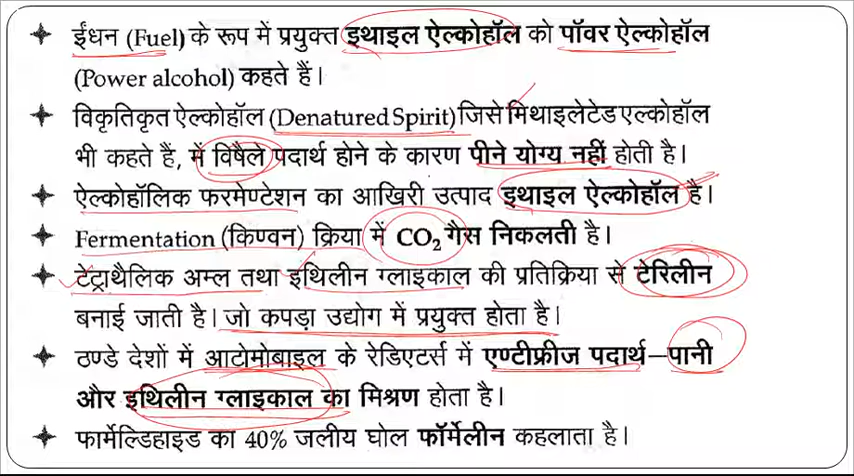 ईंधन (Fuel) के रूप में प्रयुक्त इथाइल ऐल्कोहॉल को पॉवर ऐल्कोहॉल
(Power alcohol) कहते हैं।
विकृतिकृत ऐल्कोहॉल (Denatured Spirit) जिसे मिथाइलेटेड एल्कोहॉल
भी कहते है, में विषैले पदार्थ होने के कारण पीने योग्य नहीं होती है।
ऐल्कोहॉलिक फरमेण्टेशन का आखिरी उत्पाद इथाइल ऐल्कोहॉल है।
Fermentation (किण्वन) क्रिया में CO₂ गैस निकलती है।
टेट्राथैलिक अम्ल तथा इथिलीन ग्लाइकाल की प्रतिक्रिया से टेरिलीन
बनाई जाती है। जो कपड़ा उद्योग में प्रयुक्त होता है।
ठण्डे देशों में आटोमोबाइल के रेडिएटर्स में एण्टीफ्रीज पदार्थ–पानी
और इथिलीन ग्लाइकाल का मिश्रण होता है।
फार्मेल्डिहाइड का 40% जलीय घोल फॉर्मेलीन कहलाता है।